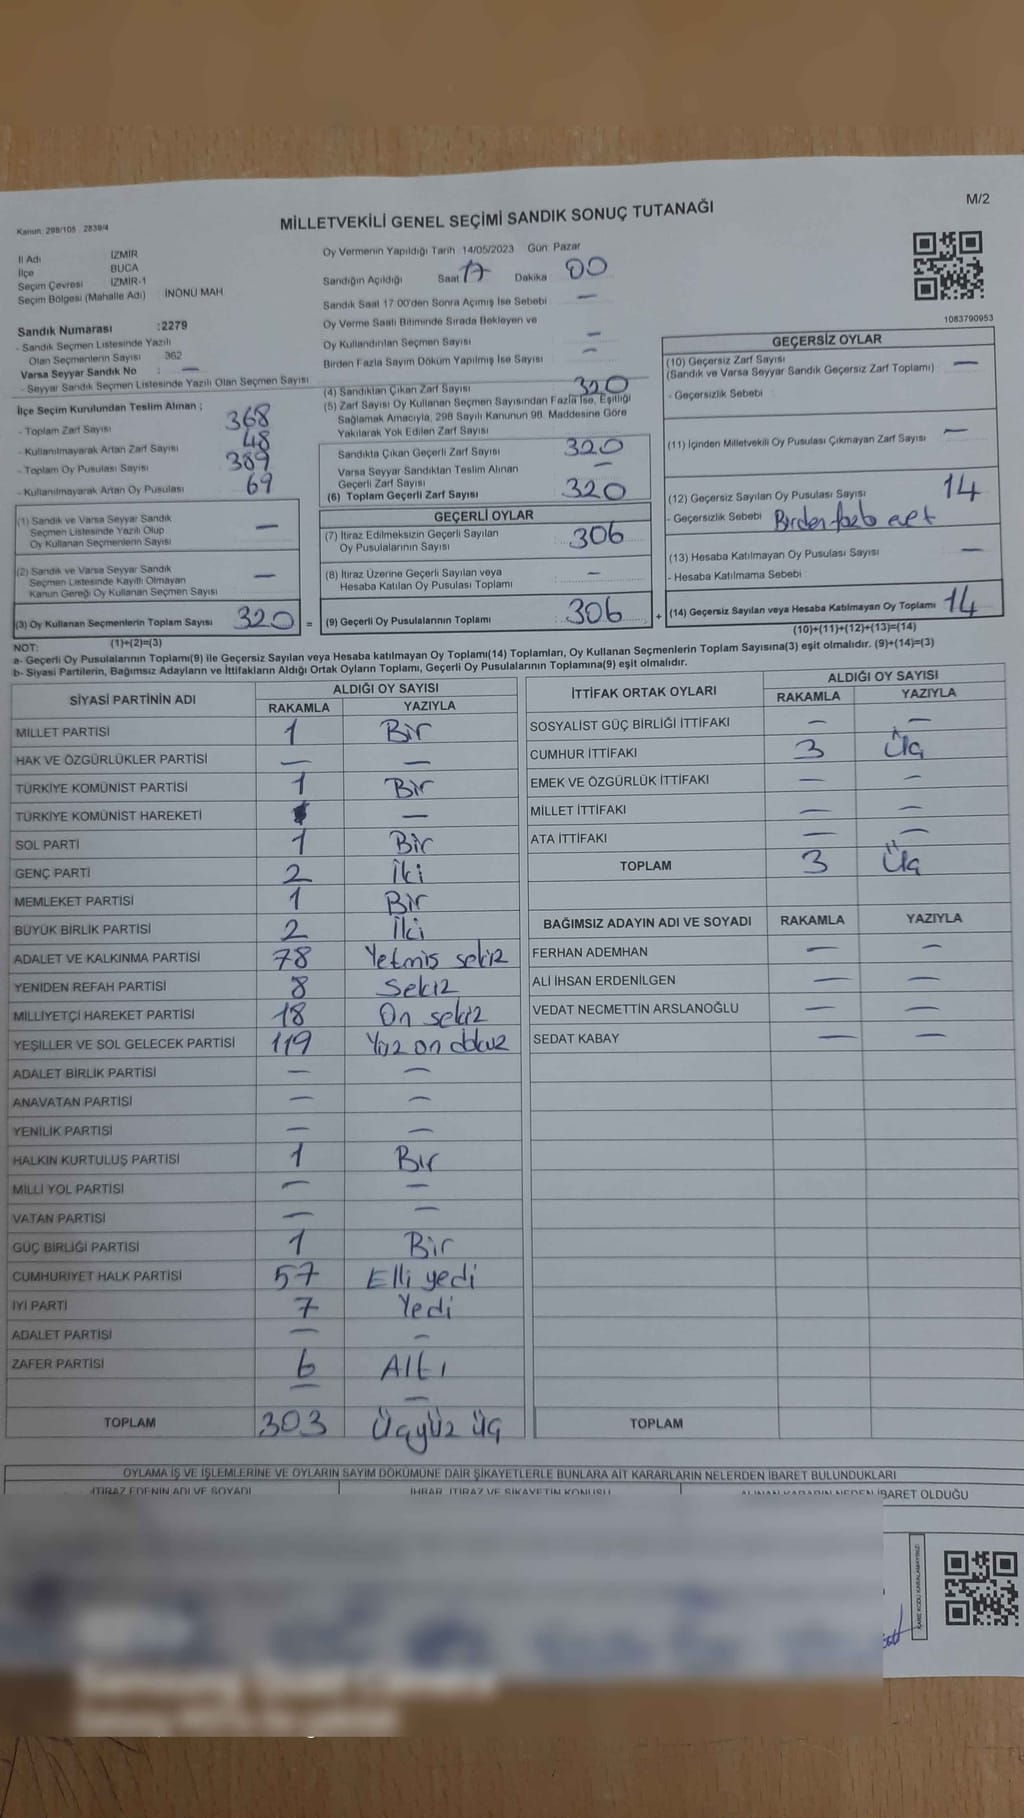 M/2
Kanun: 298/105 . 2839/4
MİLLETVEKİLİ GENEL SEÇİMİ SANDIK SONUÇ TUTANAĞI
1083790953
İl Adı İZMİR
İlçe BUCA
Seçim Çevresi İZMİR-1
Seçim Bölgesi (Mahalle Adı) İNÖNÜ MAH.
Sandık Numarası :2279
- Sandık Seçmen Listesinde Yazılı
Olan Seçmenlerin Sayısı 362
Varsa Seyyar Sandık No : —
- Seyyar Sandık Seçmen Listesinde Yazılı Olan Seçmen Sayısı
İlçe Seçim Kurulundan Teslim Alınan ;
- Toplam Zarf Sayısı 368
- Kullanılmayarak Artan Zarf Sayısı 48
- Toplam Oy Pusulası Sayısı 389
- Kullanılmayarak Artan Oy Pusulası 69
(1) Sandık ve Varsa Seyyar Sandık
Seçmen Listesinde Yazılı Olup
Oy Kullanan Seçmenlerin Sayısı —
(2) Sandık ve Varsa Seyyar Sandık
Seçmen Listesinde Kayıtlı Olmayan
Kanun Gereği Oy Kullanan Seçmen Sayısı —
(3) Oy Kullanan Seçmenlerin Toplam Sayısı 320 =
(1)+(2)=(3)
Oy Vermenin Yapıldığı Tarih :14/05/2023 Gün: Pazar
Sandığın Açıldığı Saat 17 Dakika 00
Sandık Saat 17.00'den Sonra Açımış İse Sebebi —
Oy Verme Saati Bitiminde Sırada Bekleyen ve
Oy Kullandırılan Seçmen Sayısı —
Birden Fazla Sayım Döküm Yapılmış İse Sayısı —
(4) Sandıktan Çıkan Zarf Sayısı 320
(5) Zarf Sayısı Oy Kullanan Seçmen Sayısından Fazla İse, Eşitliği
Sağlamak Amacıyla, 298 Sayılı Kanunun 98. Maddesine Göre
Yakılarak Yok Edilen Zarf Sayısı
Sandıkta Çıkan Geçerli Zarf Sayısı 320
Varsa Seyyar Sandıktan Teslim Alınan
Geçerli Zarf Sayısı —
(6) Toplam Geçerli Zarf Sayısı 320
GEÇERLİ OYLAR
(7) İtiraz Edilmeksizin Geçerli Sayılan
Oy Pusulalarının Sayısı 306
(8) İtiraz Üzerine Geçerli Sayılan veya
Hesaba Katılan Oy Pusulası Toplamı —
(9) Geçerli Oy Pusulalarının Toplamı : 306 +
GEÇERSİZ OYLAR
(10) Geçersiz Zarf Sayısı —
(Sandık ve Varsa Seyyar Sandık Geçersiz Zarf Toplamı)
- Geçersizlik Sebebi
(11) İçinden Milletvekili Oy Pusulası Çıkmayan Zarf Sayısı —
(12) Geçersiz Sayılan Oy Pusulası Sayısı 14
- Geçersizlik Sebebi Birden fazla evet
(13) Hesaba Katılmayan Oy Pusulası Sayısı —
- Hesaba Katılmama Sebebi :
(14) Geçersiz Sayılan veya Hesaba Katılmayan Oy Toplamı 14
(10)+(11)+(12)+(13)=(14)
NOT:
a- Geçerli Oy Pusulalarının Toplamı(9) ile Geçersiz Sayılan veya Hesaba katılmayan Oy Toplamı(14) Toplamları, Oy Kullanan Seçmenlerin Toplam Sayısına(3) eşit olmalıdır. (9)+(14)=(3)
b- Siyasi Partilerin, Bağımsız Adayların ve İttifakların Aldığı Ortak Oyların Toplamı, Geçerli Oy Pusulalarının Toplamına(9) eşit olmalıdır.
SİYASİ PARTİNİN ADI ALDIĞI OY SAYISI
RAKAMLA YAZIYLA
MİLLET PARTİSİ 1 Bir
HAK VE ÖZGÜRLÜKLER PARTİSİ — —
TÜRKİYE KOMÜNİST PARTİSİ 1 Bir
TÜRKİYE KOMÜNİST HAREKETİ —
SOL PARTİ 1 Bir
GENÇ PARTİ 2 İki
MEMLEKET PARTİSİ 1 Bir
BÜYÜK BİRLİK PARTİSİ 2 İki
ADALET VE KALKINMA PARTİSİ 78 Yetmiş sekiz
YENİDEN REFAH PARTİSİ 8 Sekiz
MİLLİYETÇİ HAREKET PARTİSİ 18 On sekiz
YEŞİLLER VE SOL GELECEK PARTİSİ 119 Yüz on dokuz
ADALET BİRLİK PARTİSİ — —
ANAVATAN PARTİSİ — —
YENİLİK PARTİSİ — —
HALKIN KURTULUŞ PARTİSİ 1 Bir
MİLLİ YOL PARTİSİ — —
VATAN PARTİSİ — —
GÜÇ BİRLİĞİ PARTİSİ 1 Bir
CUMHURİYET HALK PARTİSİ 57 Elli yedi
İYİ PARTİ 7 Yedi
ADALET PARTİSİ — —
ZAFER PARTİSİ 6 Altı
— —
TOPLAM 303 Üçyüz üç
İTTİFAK ORTAK OYLARI ALDIĞI OY SAYISI
RAKAMLA YAZIYLA
SOSYALİST GÜÇ BİRLİĞİ İTTİFAKI — —
CUMHUR İTTİFAKI 3 Üç
EMEK VE ÖZGÜRLÜK İTTİFAKI — —
MİLLET İTTİFAKI — —
ATA İTTİFAKI — —
TOPLAM 3 Üç
BAĞIMSIZ ADAYIN ADI VE SOYADI RAKAMLA YAZIYLA
FERHAN ADEMHAN — —
ALİ İHSAN ERDENİLGEN — —
VEDAT NECMETTİN ARSLANOĞLU — —
SEDAT KABAY — —
TOPLAM
OYLAMA İŞ VE İŞLEMLERİNE VE OYLARIN SAYIM DÖKÜMÜNE DAİR ŞİKAYETLERLE BUNLARA AİT KARARLARIN NELERDEN İBARET BULUNDUKLARI
İTİRAZ EDENİN ADI VE SOYADI İHBAR, İTİRAZ VE ŞİKAYETİN KONUSU ALINAN KARARIN NEDEN İBARET OLDUĞU
KARE KODU KARALAMAYINIZ!